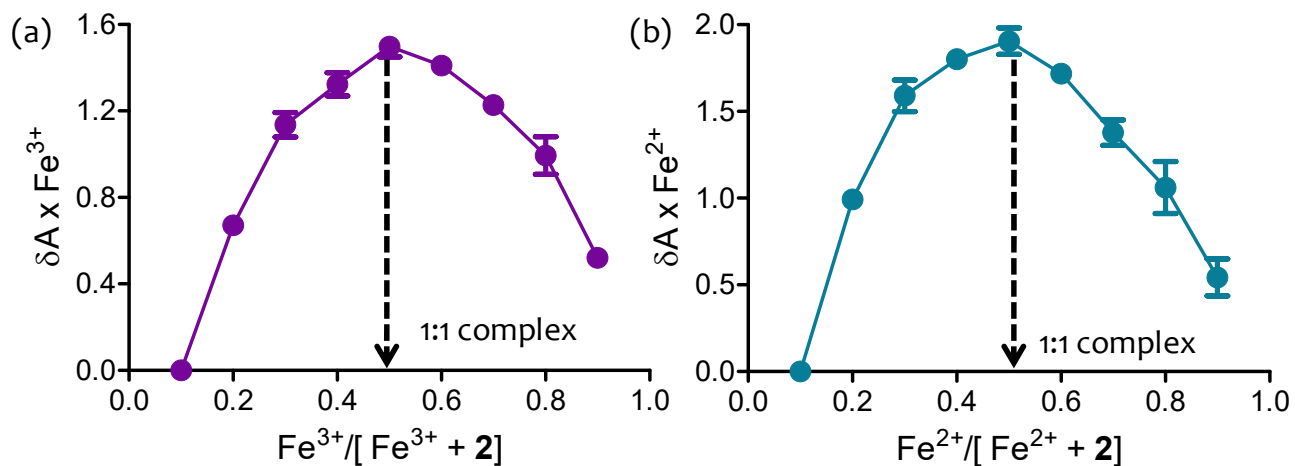 (a)
δA x Fe³⁺
1.6
1.2
0.8
0.4
0.0
0.0 0.2 0.4 0.6 0.8 1.0
1:1 complex
Fe³⁺/[ Fe³⁺ + 2]
(b)
δA x Fe²⁺
2.0
1.5
1.0
0.5
0.0
0.0 0.2 0.4 0.6 0.8 1.0
1:1 complex
Fe²⁺/[ Fe²⁺ + 2]